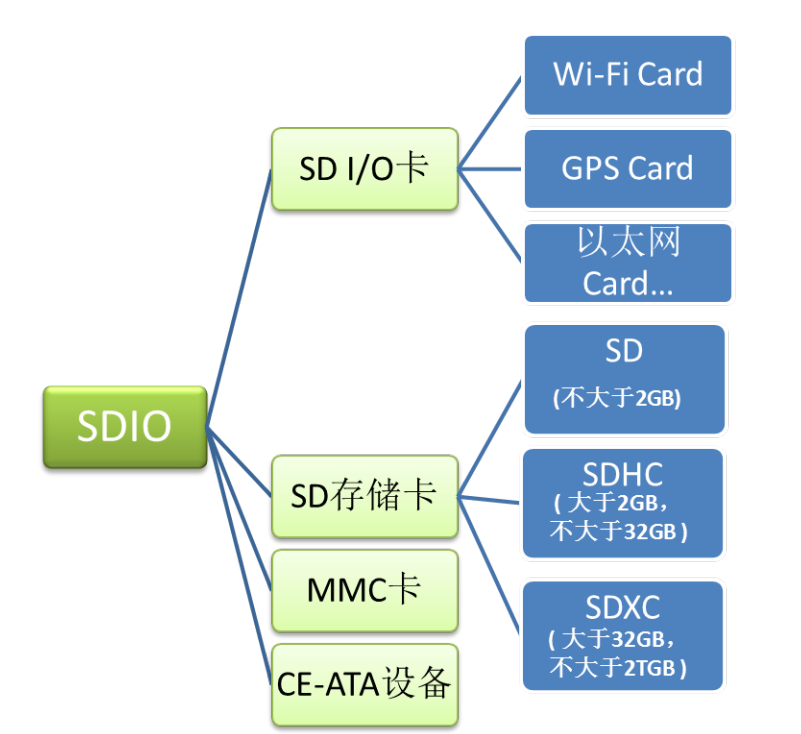 SDIO
SD I/O卡
Wi-Fi Card
GPS Card
以太网
Card...
SD存储卡
SD
(不大于2GB)
SDHC
( 大于2GB，
不大于32GB )
SDXC
( 大于32GB，
不大于2TGB )
MMC卡
CE-ATA设备